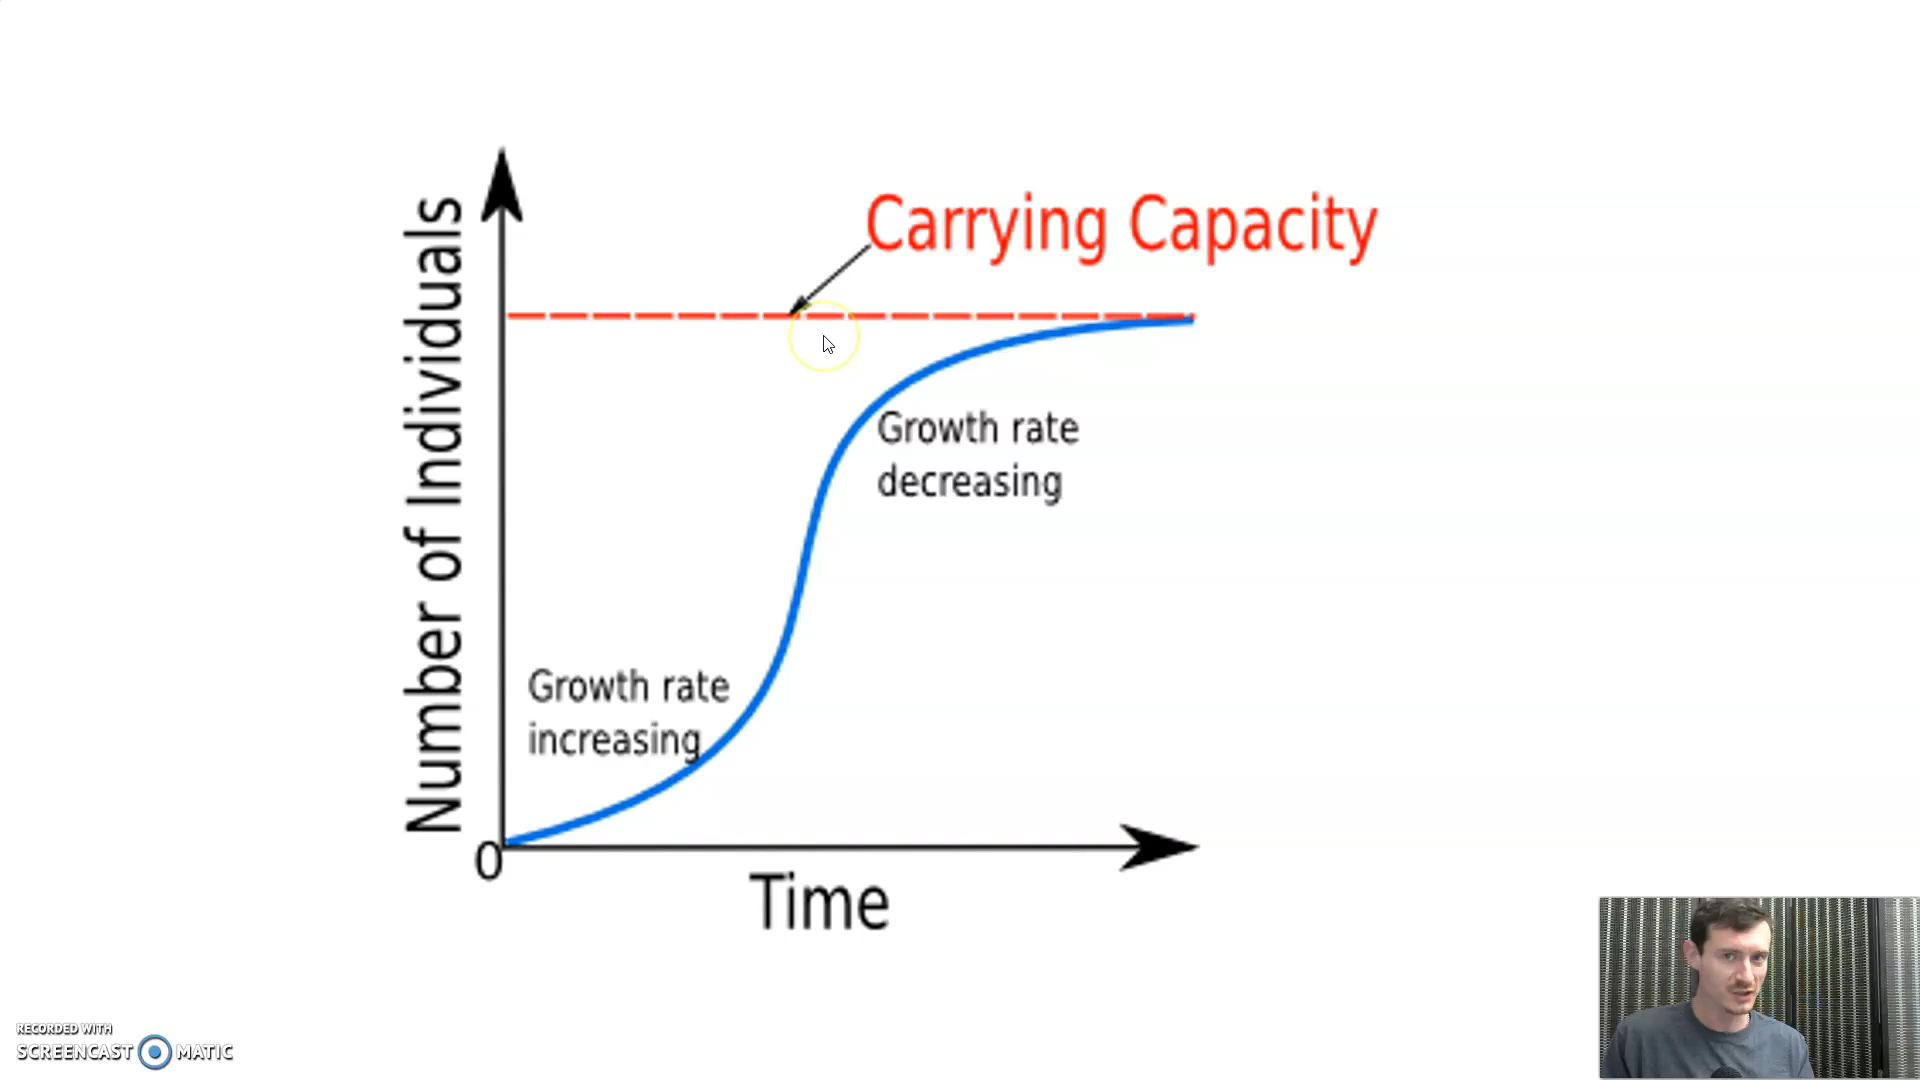 Carrying Capacity
Number of Individuals
Growth rate
decreasing
Growth rate
increasing
0
Time
RECORDED WITH
SCREENCAST MATIC